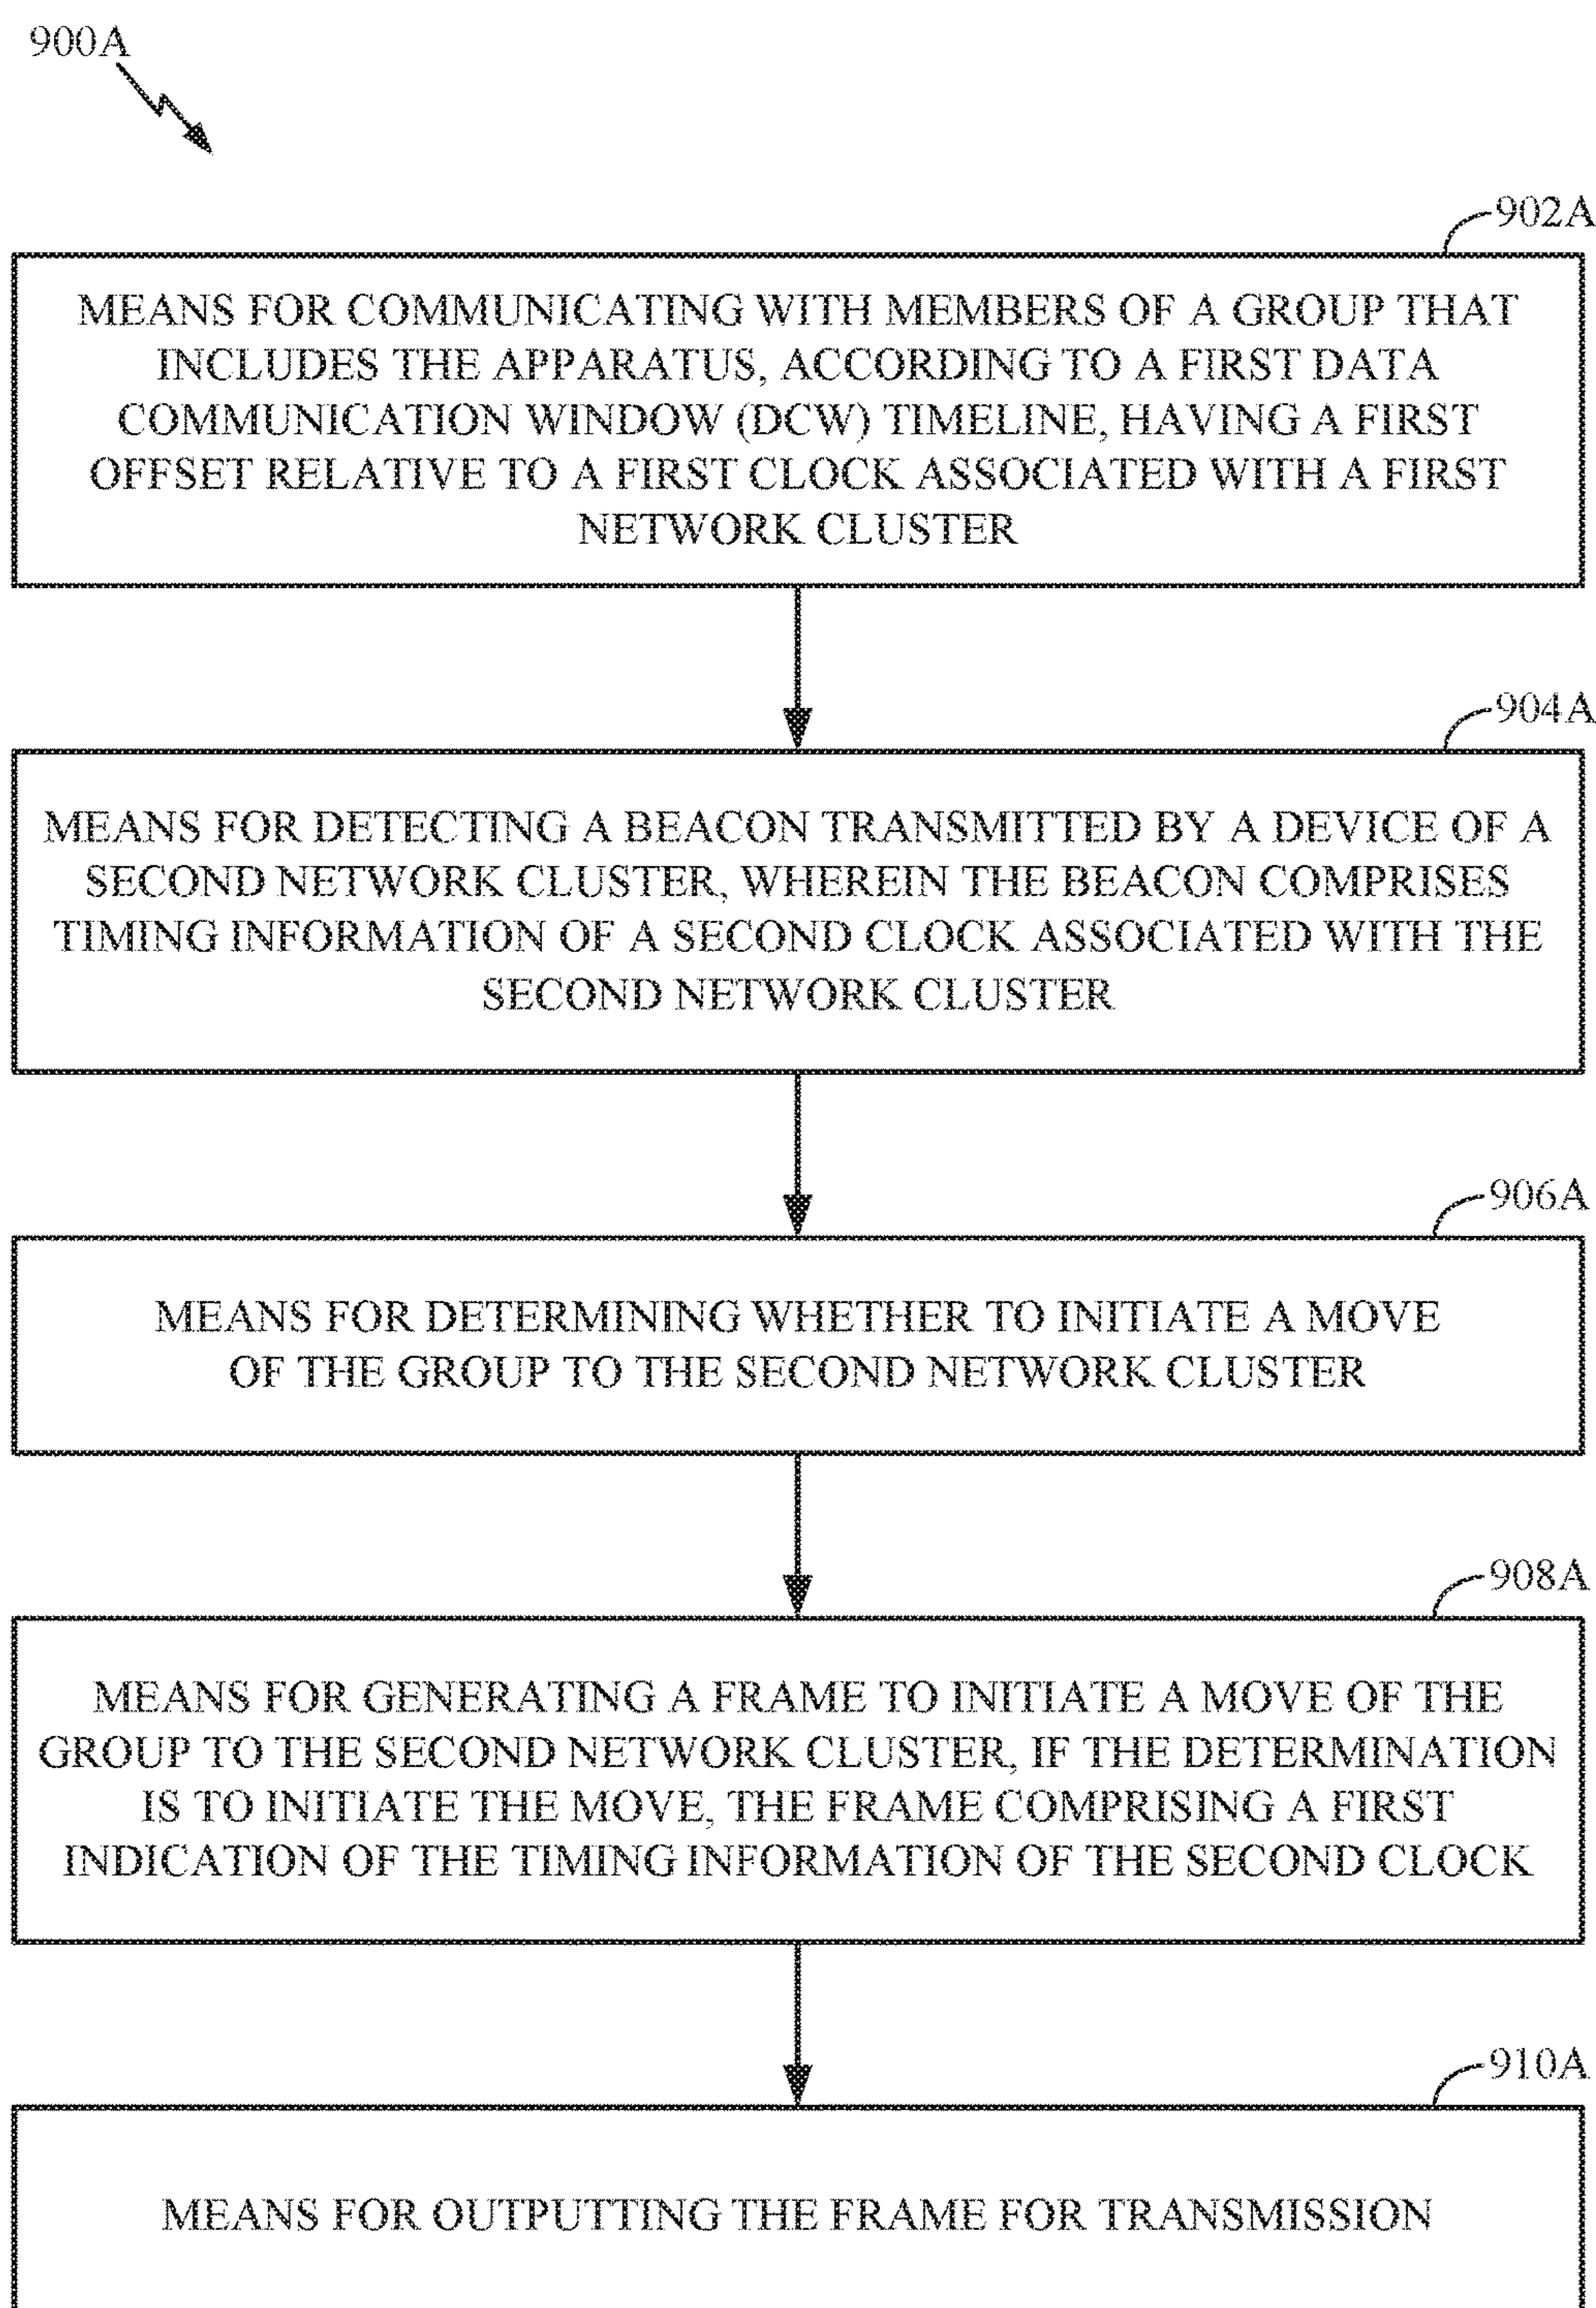 900A
902A
MEANS FOR COMMUNICATING WITH MEMBERS OF A GROUP THAT
INCLUDES THE APPARATUS, ACCORDING TO A FIRST DATA
COMMUNICATION WINDOW (DCW) TIMELINE, HAVING A FIRST
OFFSET RELATIVE TO A FIRST CLOCK ASSOCIATED WITH A FIRST
NETWORK CLUSTER
904A
MEANS FOR DETECTING A BEACON TRANSMITTED BY A DEVICE OF A
SECOND NETWORK CLUSTER, WHEREIN THE BEACON COMPRISES
TIMING INFORMATION OF A SECOND CLOCK ASSOCIATED WITH THE
SECOND NETWORK CLUSTER
906A
MEANS FOR DETERMINING WHETHER TO INITIATE A MOVE
OF THE GROUP TO THE SECOND NETWORK CLUSTER
908A
MEANS FOR GENERATING A FRAME TO INITIATE A MOVE OF THE
GROUP TO THE SECOND NETWORK CLUSTER, IF THE DETERMINATION
IS TO INITIATE THE MOVE, THE FRAME COMPRISING A FIRST
INDICATION OF THE TIMING INFORMATION OF THE SECOND CLOCK
910A
MEANS FOR OUTPUTTING THE FRAME FOR TRANSMISSION